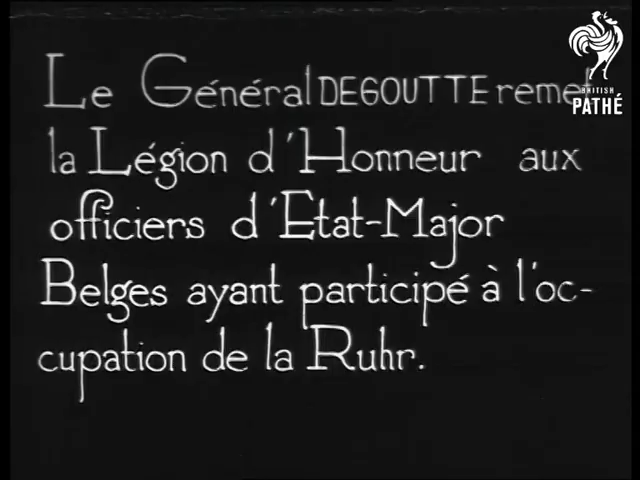 Le Général DEGOUTTE remet
la Légion d'Honneur aux
officiers d'Etat-Major
Belges ayant participé à l'oc-
cupation de la Ruhr.
BRITISH
PATHÉ